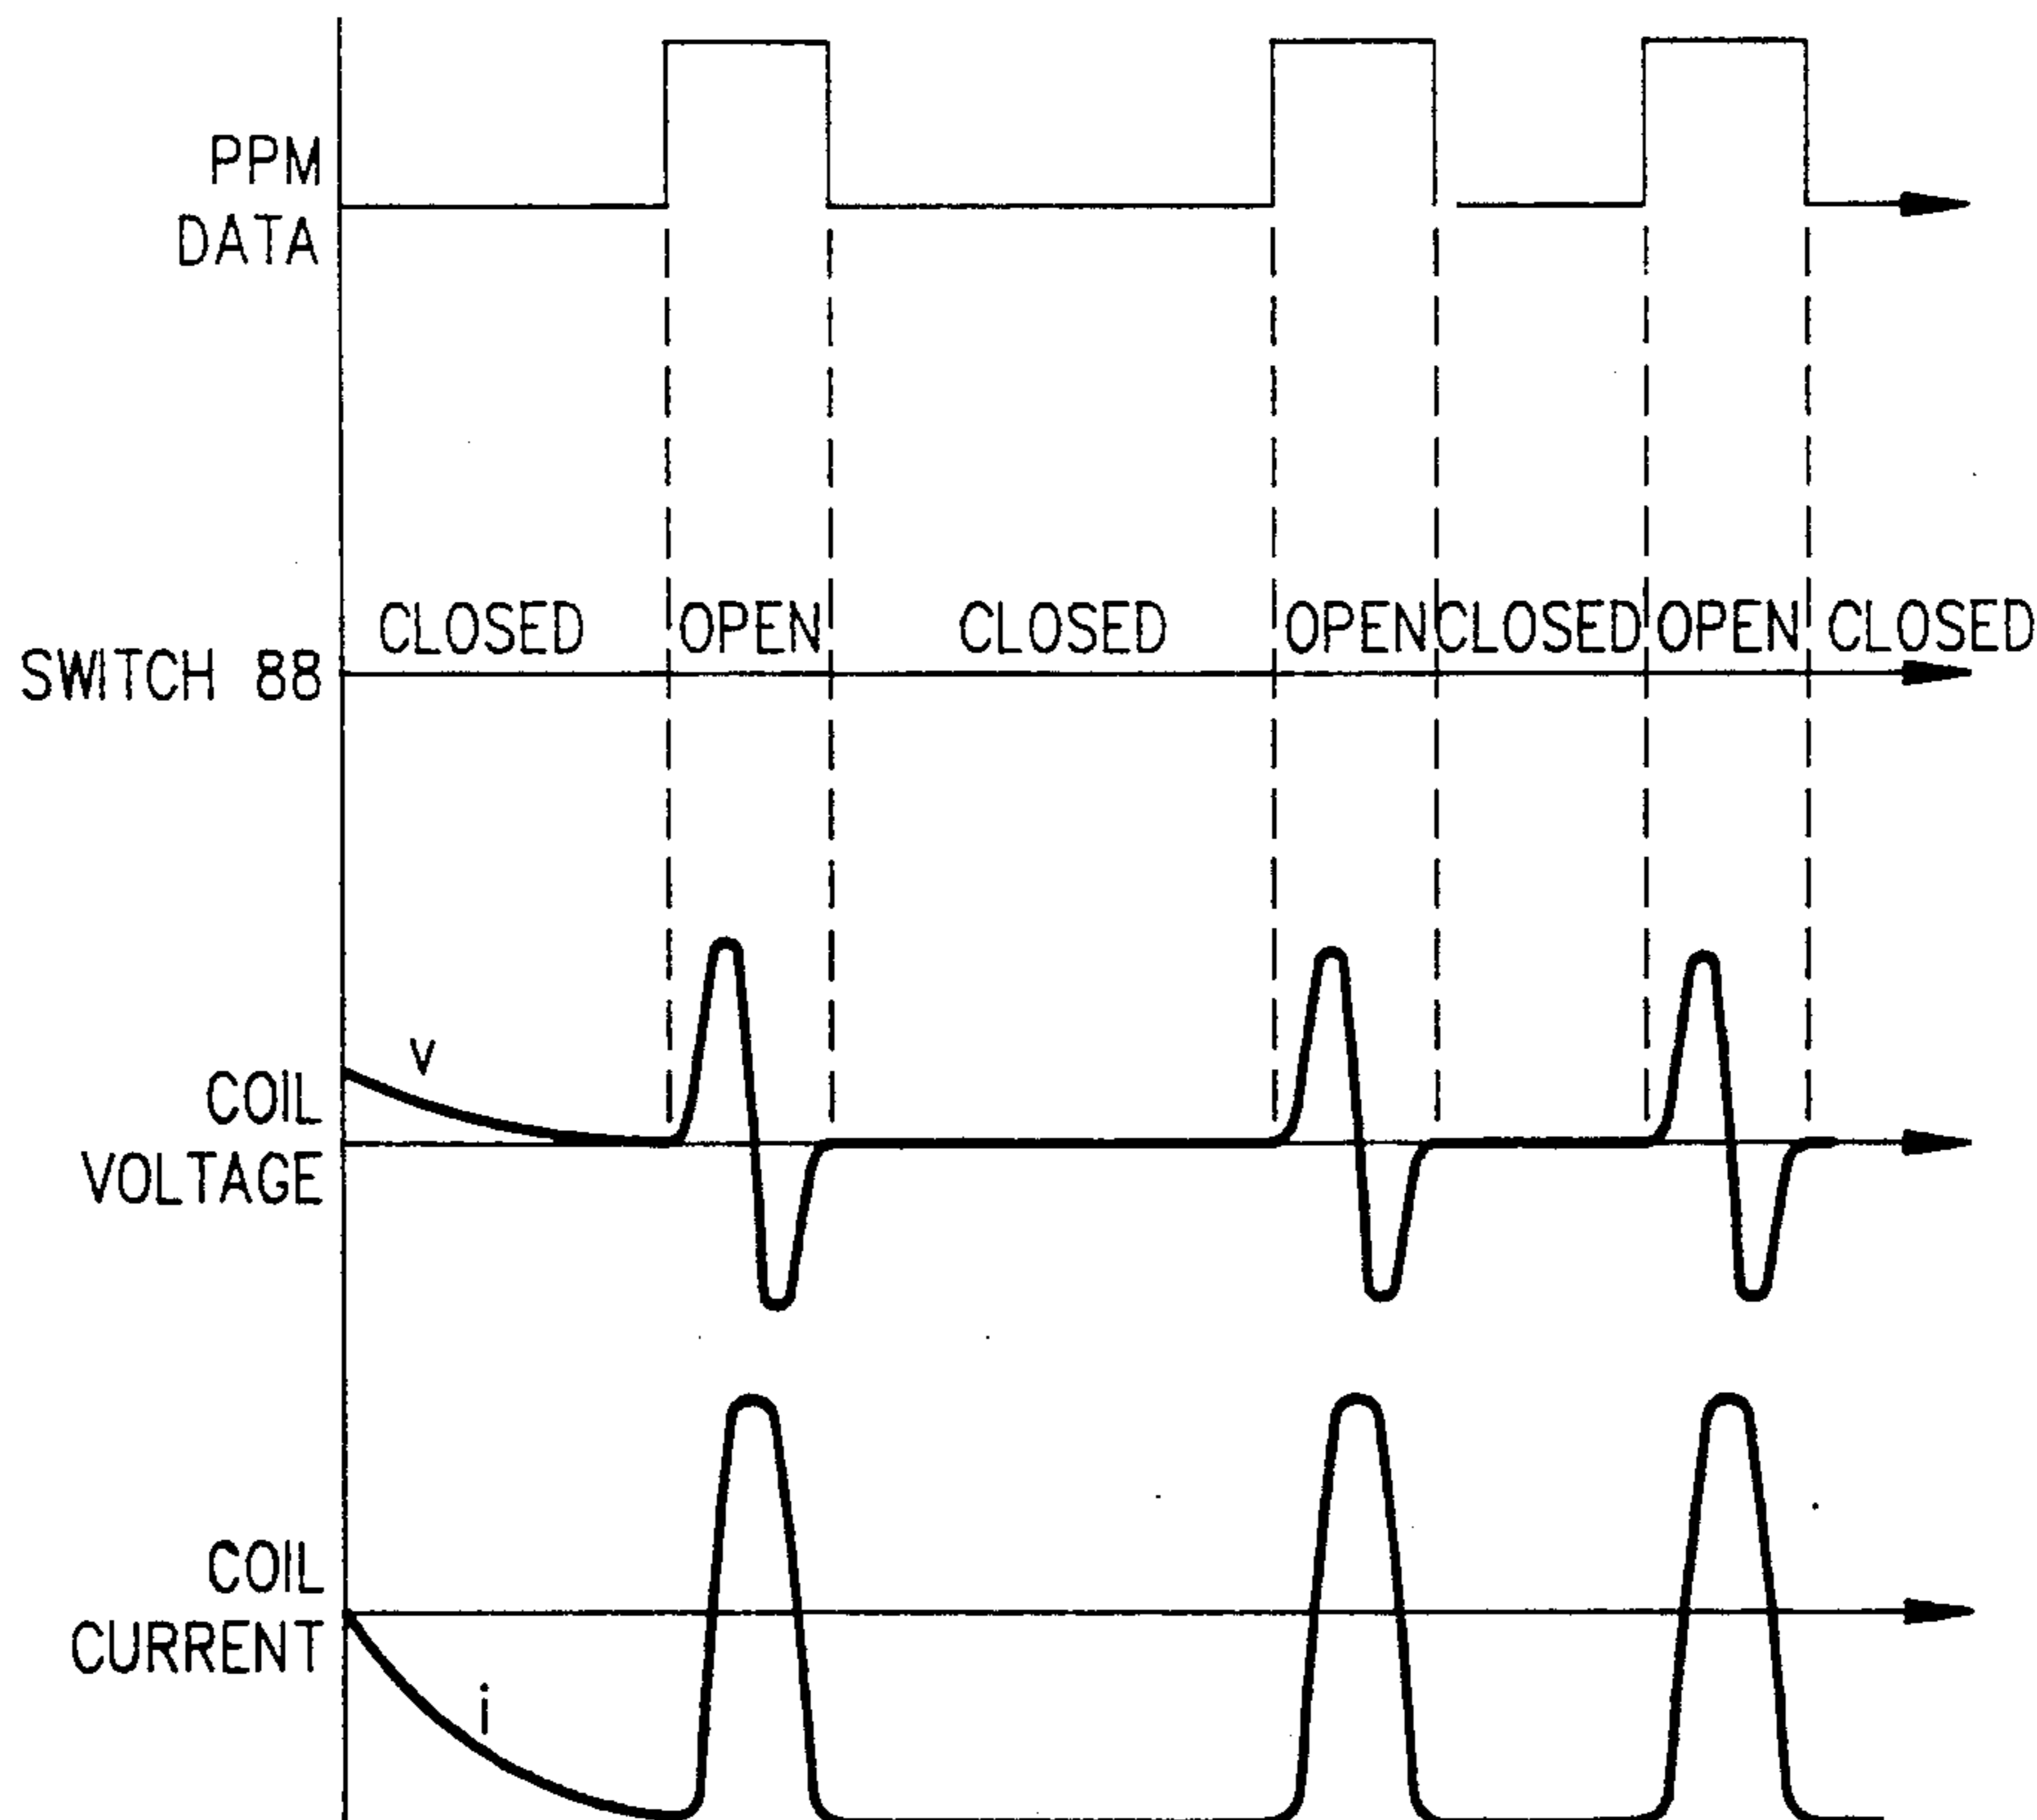 PPM
DATA
CLOSED OPEN CLOSED OPEN CLOSED OPEN CLOSED
SWITCH 88
v
COIL
VOLTAGE
COIL
CURRENT
i